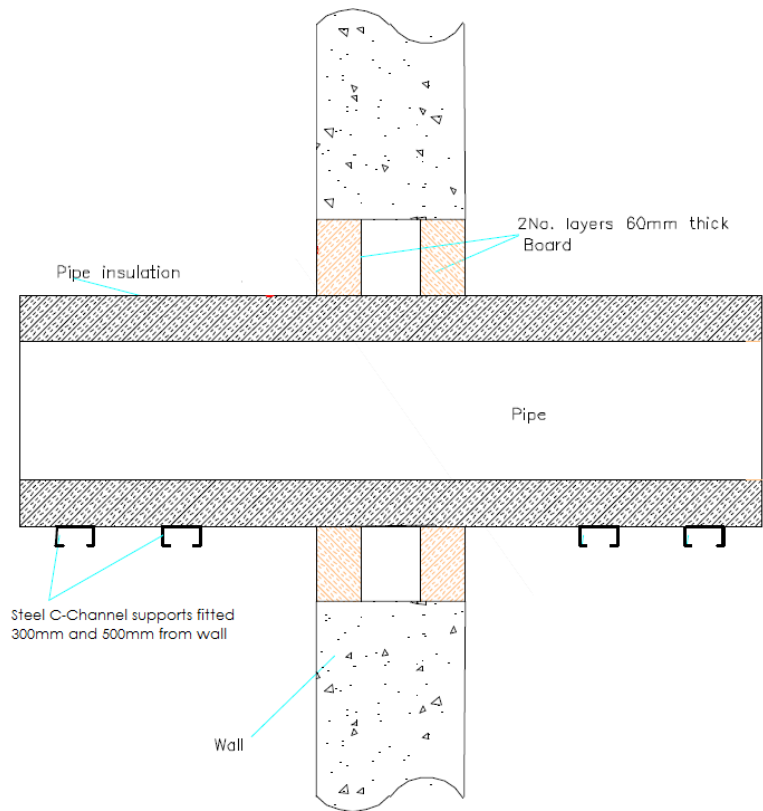 2No. layers 60mm thick
Board
Pipe insulation
Pipe
Steel C-Channel supports fitted
300mm and 500mm from wall
Wall